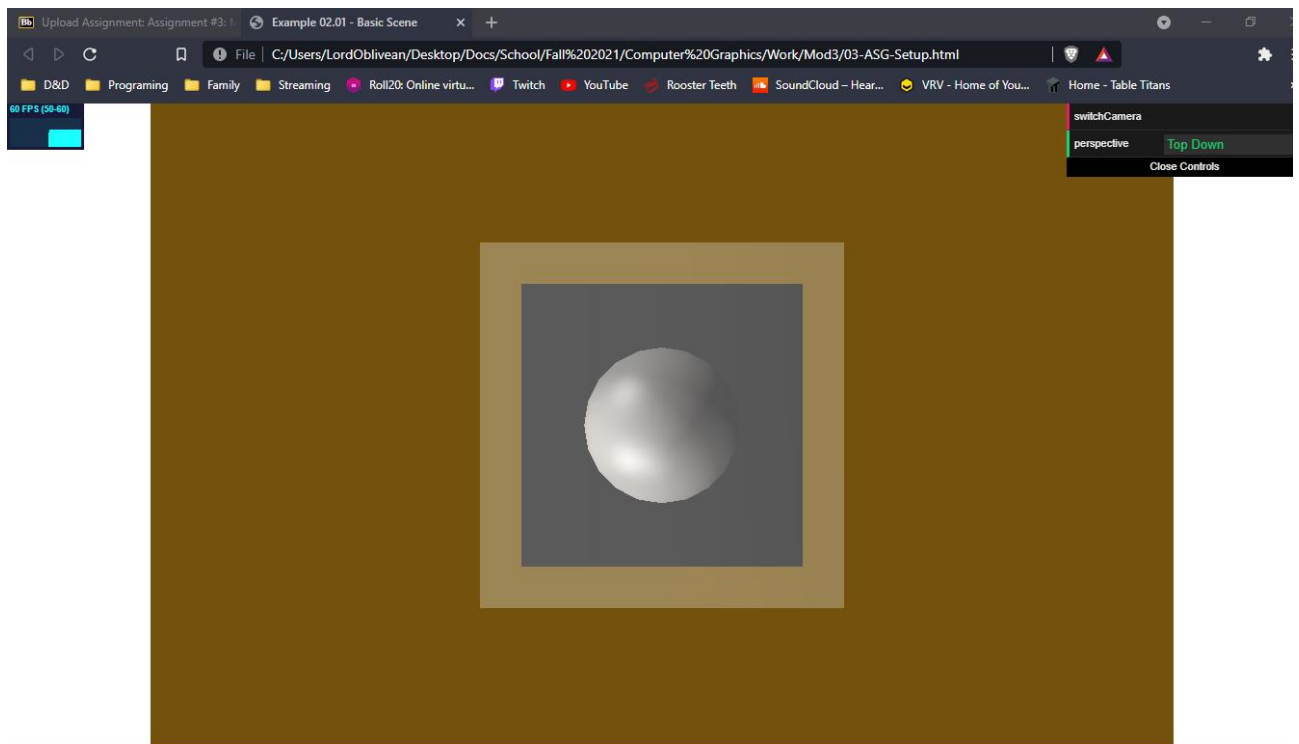 Bb Upload Assignment: Assignment #3: Example 02.01 - Basic Scene
File C:/Users/LordOblivean/Desktop/Docs/School/Fall%202021/Computer%20Graphics/Work/Mod3/03-ASG-Setup.html
D&D Programing Family Streaming Roll20: Online virtu... Twitch YouTube Rooster Teeth SoundCloud – Hear... VRV - Home of You... Home - Table Titans
60 FPS (50-60)
switchCamera
perspective Top Down
Close Controls